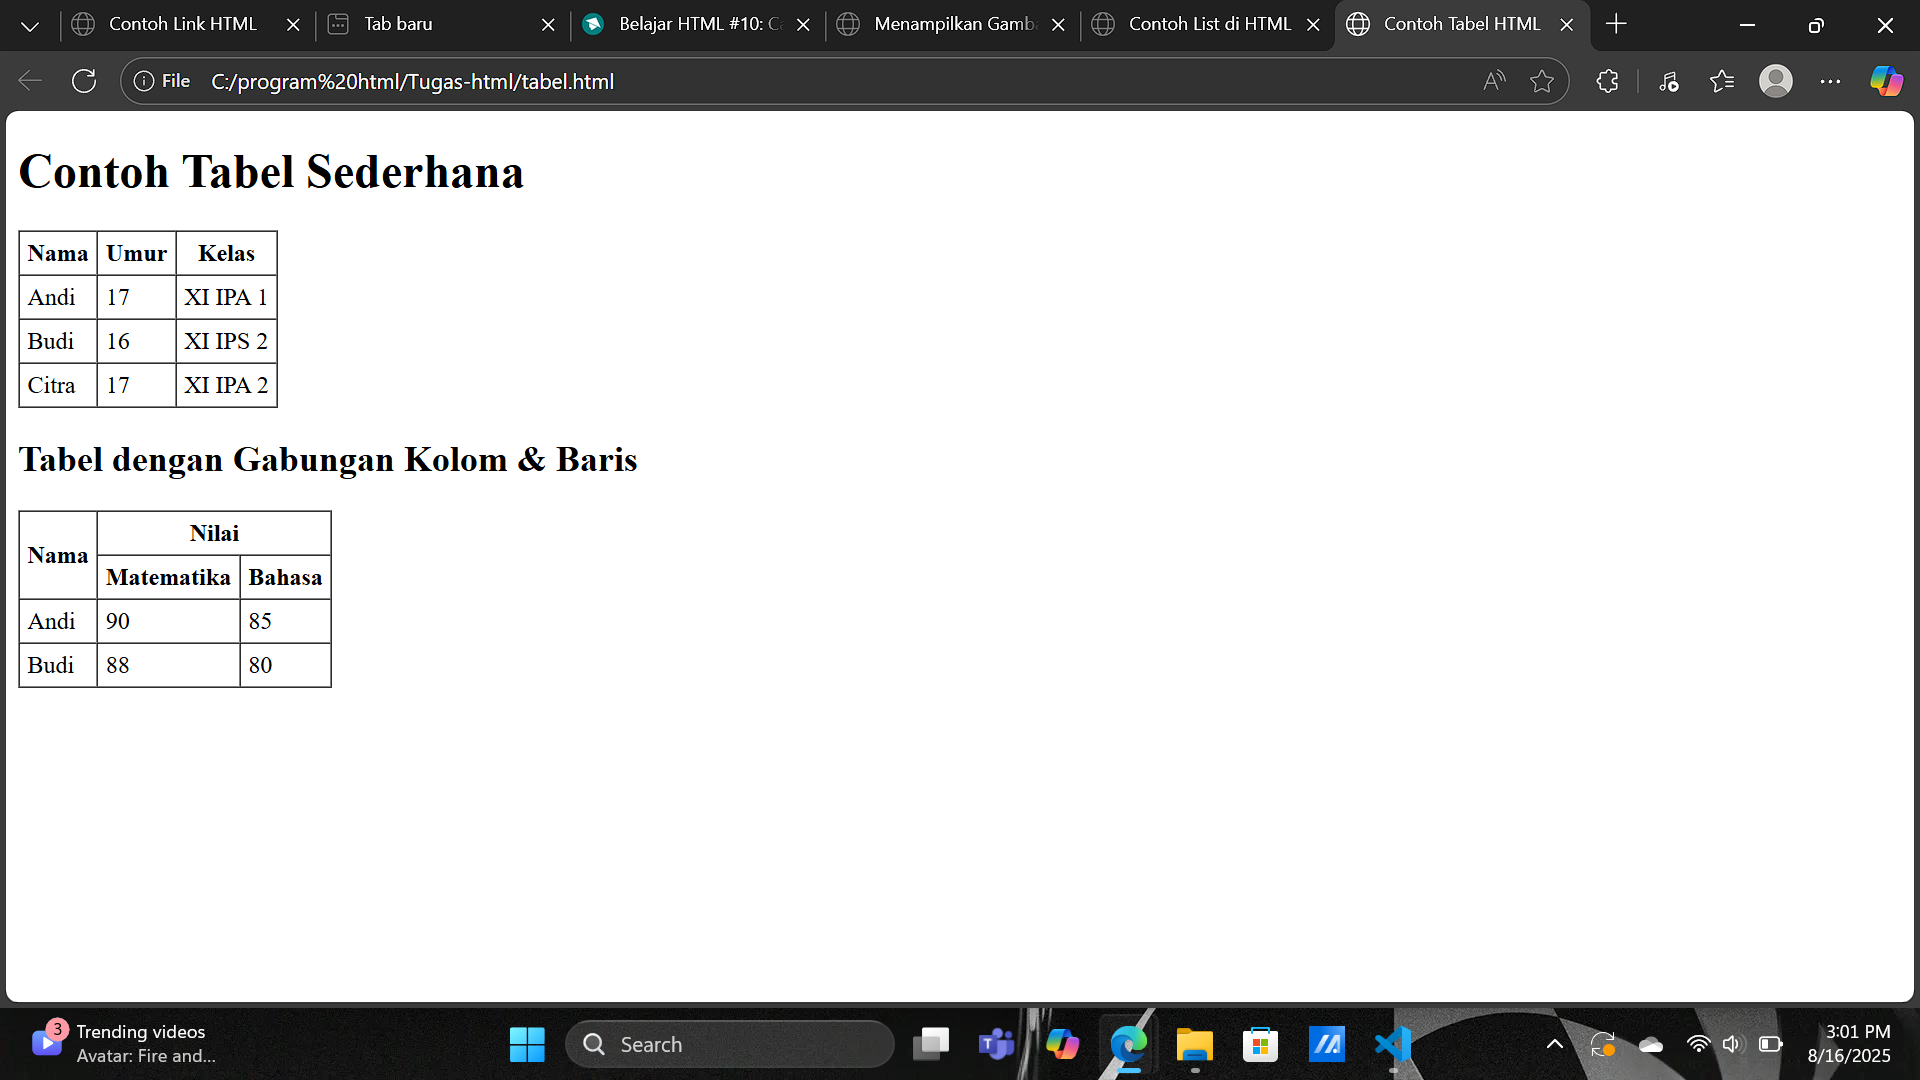 Contoh Link HTML
Tab baru
Belajar HTML #10: C
Menampilkan Gamb
Contoh List di HTML
Contoh Tabel HTML
File C:/program%20html/Tugas-html/tabel.html
Contoh Tabel Sederhana
Nama Umur Kelas
Andi 17 XI IPA 1
Budi 16 XI IPS 2
Citra 17 XI IPA 2
Tabel dengan Gabungan Kolom & Baris
Nama Nilai
Matematika Bahasa
Andi 90 85
Budi 88 80
3
Trending videos
Avatar: Fire and...
Search
3:01 PM
8/16/2025